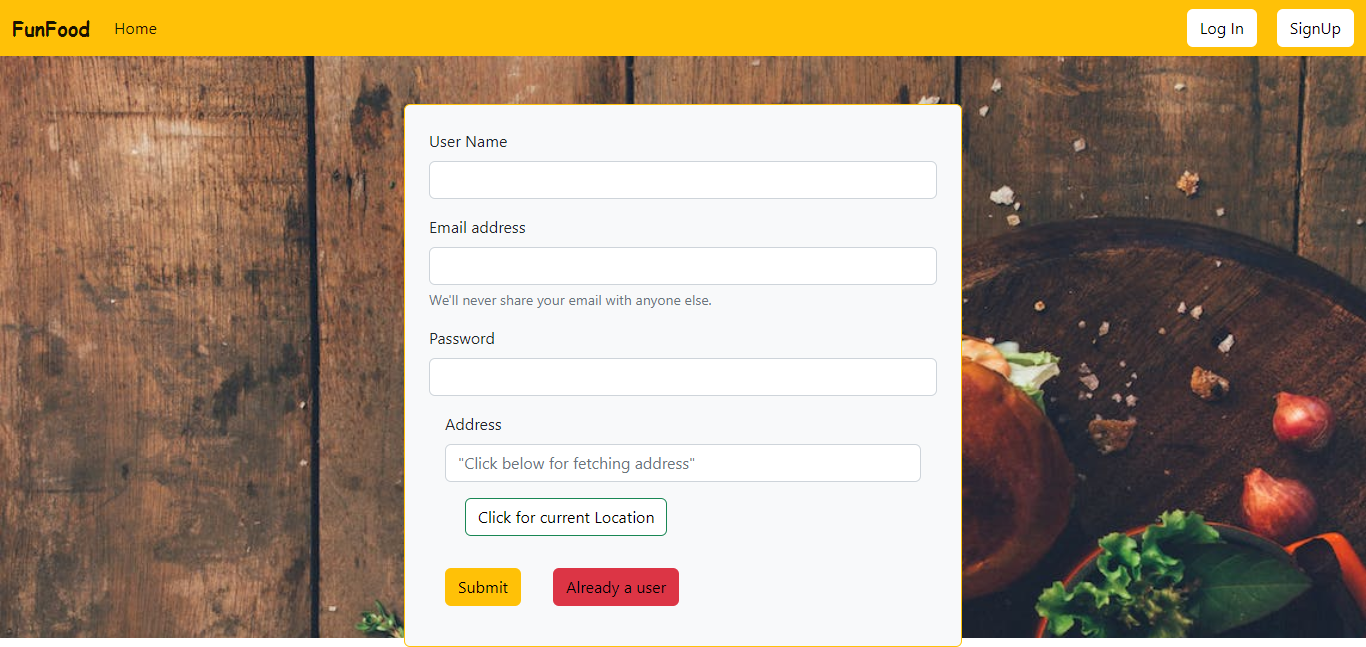 FunFood Home Log In SignUp
User Name
Email address
We'll never share your email with anyone else.
Password
Address
"Click below for fetching address"
Click for current Location
Submit Already a user